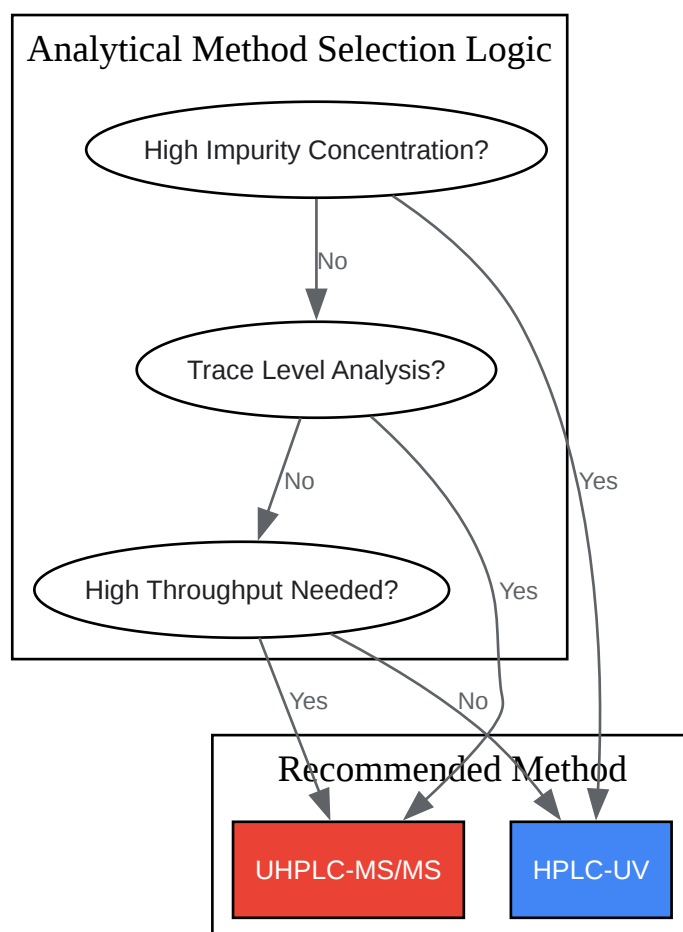 Analytical Method Selection Logic
High Impurity Concentration?
No
Trace Level Analysis?
No
Yes
High Throughput Needed?
Yes
Yes
No
Recommended Method
UHPLC-MS/MS
HPLC-UV